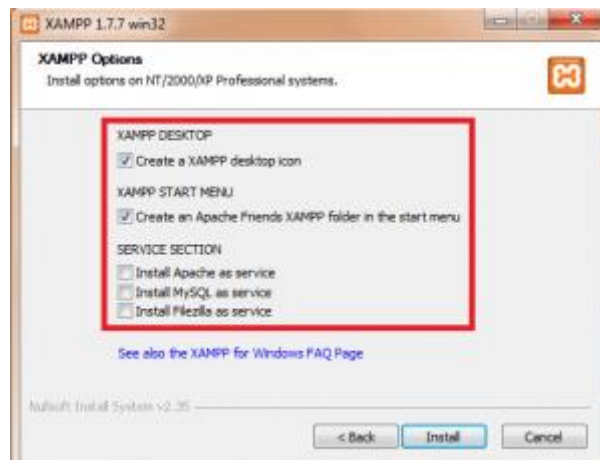 XAMPP 1.7.7 win32
XAMPP Options
Install options on NT/2000/XP Professional systems.
XAMPP DESKTOP
Create a XAMPP desktop icon
XAMPP START MENU
Create an Apache Friends XAMPP folder in the start menu
SERVICE SECTION
Install Apache as service
Install MySQL as service
Install Filezilla as service
See also the XAMPP for Windows FAQ Page
Nullsoft Install System v2.35
< Back
Install
Cancel